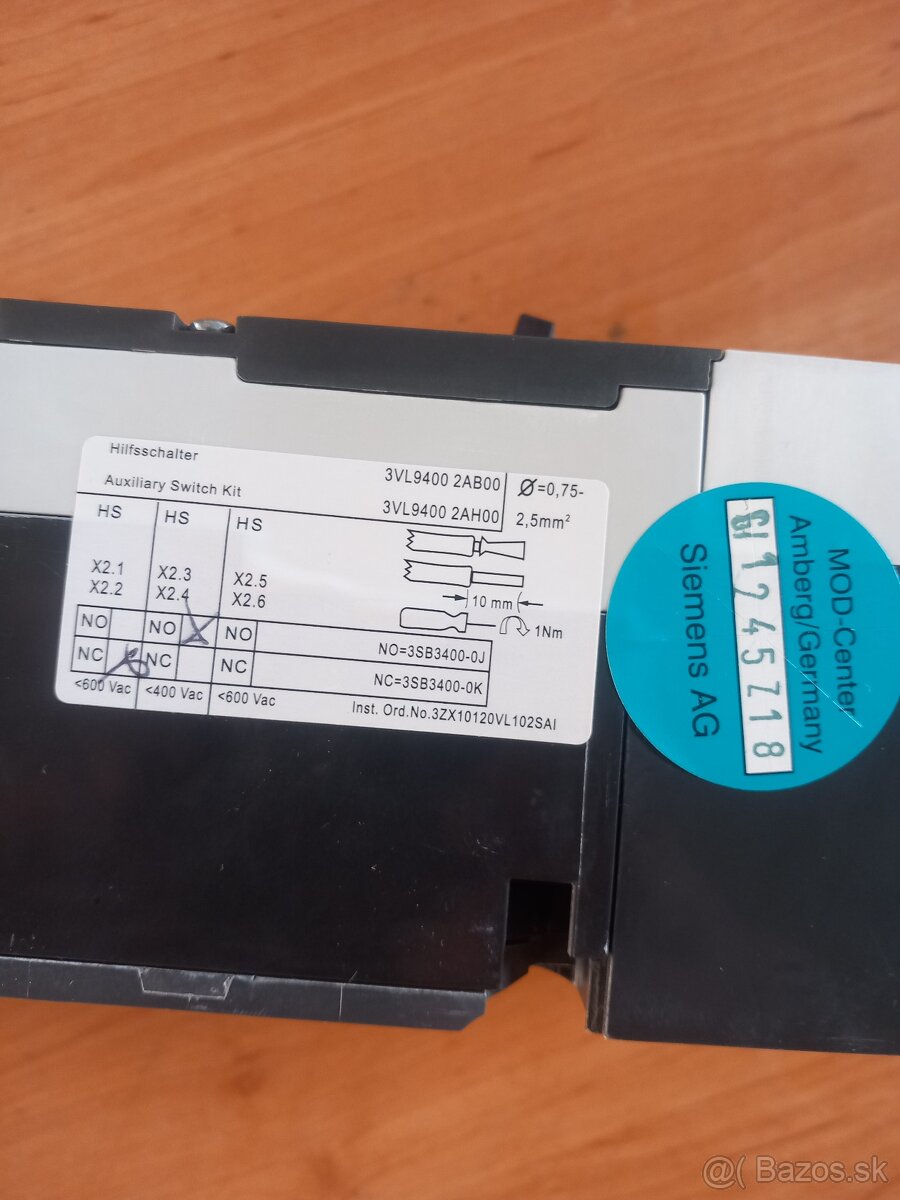 Hilfsschalter
Auxiliary Switch Kit
3VL9400 2AB00
3VL9400 2AH00
Ø=0,75-
2,5mm²
HS HS HS
X2.1 X2.3 X2.5
X2.2 X2.4 X2.6
10 mm
1Nm
NO NO X NO
NO=3SB3400-0J
NC NC NC
NC=3SB3400-0K
<600 Vac <400 Vac <600 Vac
Inst. Ord.No.3ZX10120VL102SAI
MOD-Center
Amberg/Germany
Siemens AG
@( Bazos.sk